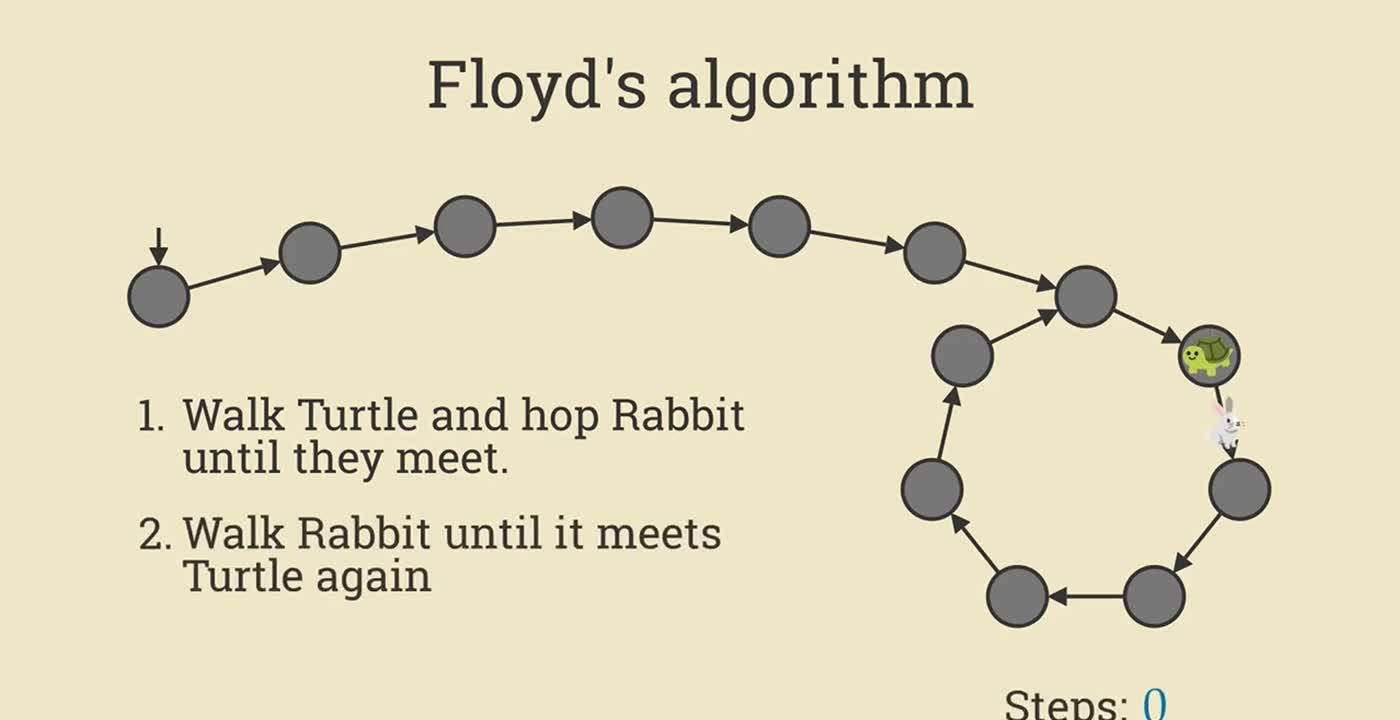 Floyd's algorithm
1. Walk Turtle and hop Rabbit
until they meet.
2. Walk Rabbit until it meets
Turtle again
Steps: 0